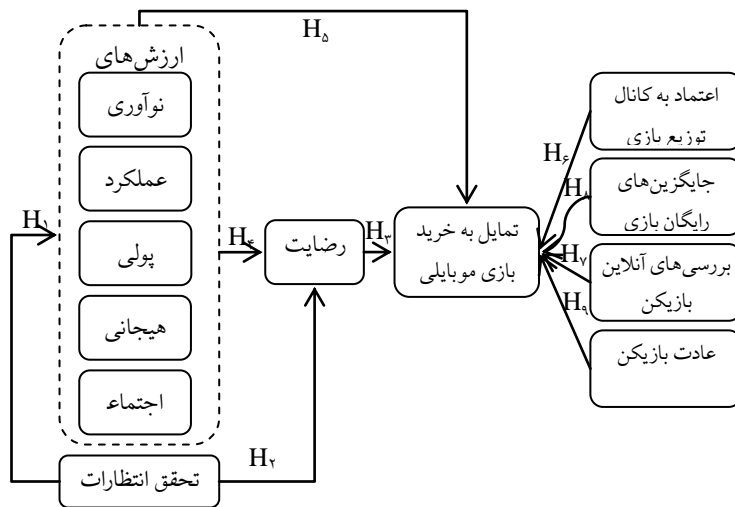 H۵
ارزش‌های
نوآوری
عملکرد
پولی
هیجانی
اجتماع
تحقق انتظارات
H۱
H۲
H۴
رضایت
H۳
تمایل به خرید
بازی موبایلی
H۶
H۸
H۷
H۹
اعتماد به کانال
توزیع بازی
جایگزین‌های
رایگان بازی
بررسی‌های آنلاین
بازیکن
عادت بازیکن